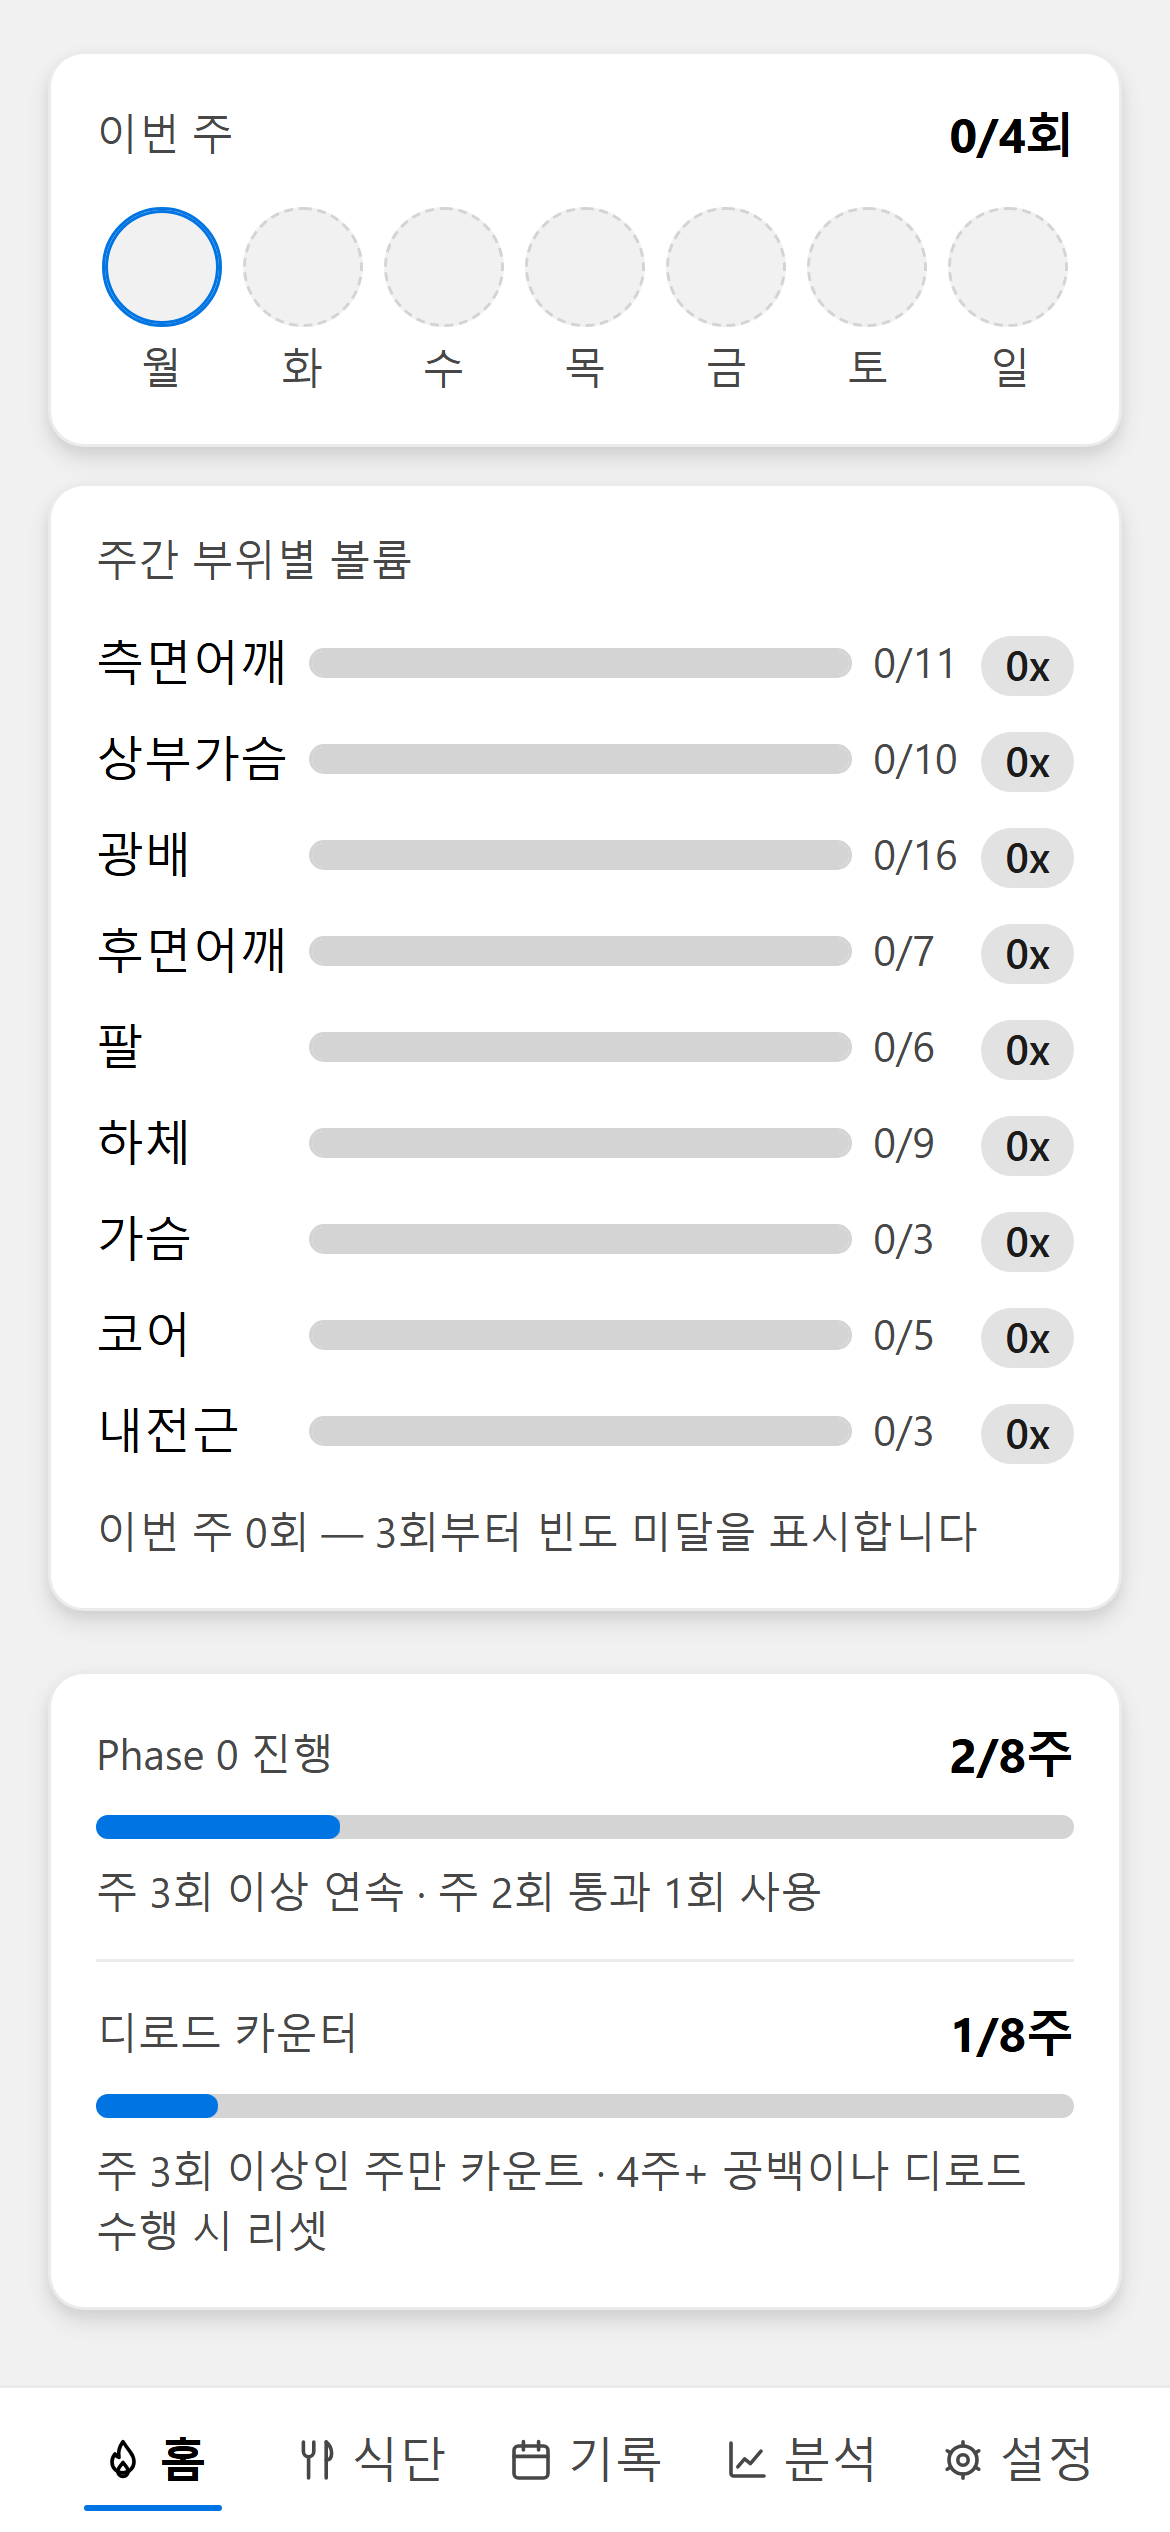 이번 주 0/4회
월 화 수 목 금 토 일
주간 부위별 볼륨
측면어깨 0/11 0x
상부가슴 0/10 0x
광배 0/16 0x
후면어깨 0/7 0x
팔 0/6 0x
하체 0/9 0x
가슴 0/3 0x
코어 0/5 0x
내전근 0/3 0x
이번 주 0회 — 3회부터 빈도 미달을 표시합니다
Phase 0 진행 2/8주
주 3회 이상 연속 · 주 2회 통과 1회 사용
디로드 카운터 1/8주
주 3회 이상인 주만 카운트 · 4주+ 공백이나 디로드
수행 시 리셋
홈 식단 기록 분석 설정